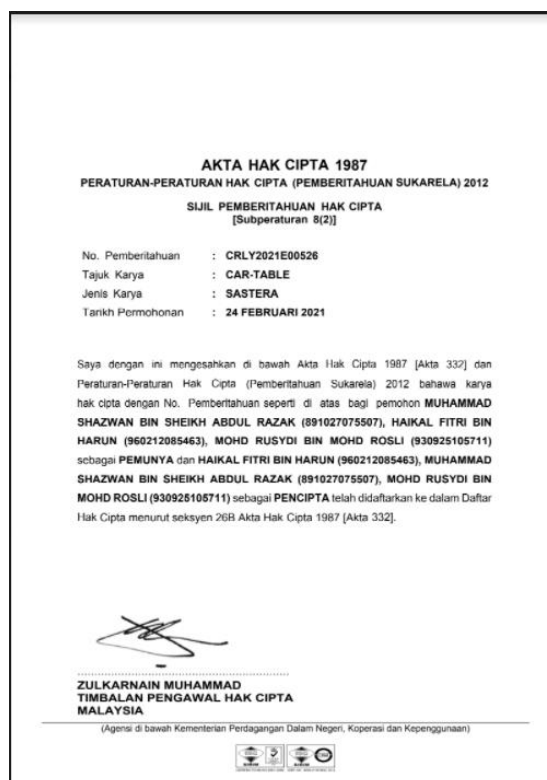 AKTA HAK CIPTA 1987
PERATURAN-PERATURAN HAK CIPTA (PEMBERITAHUAN SUKARELA) 2012
SIJIL PEMBERITAHUAN HAK CIPTA
[Subperaturan 8(2)]
No. Pemberitahuan : CRLY2021E00526
Tajuk Karya : CAR-TABLE
Jenis Karya : SASTERA
Tarikh Permohonan : 24 FEBRUARI 2021
Saya dengan ini mengesahkan di bawah Akta Hak Cipta 1987 [Akta 332] dan
Peraturan-Peraturan Hak Cipta (Pemberitahuan Sukarela) 2012 bahawa karya
hak cipta dengan No. Pemberitahuan seperti di atas bagi pemohon MUHAMMAD
SHAZWAN BIN SHEIKH ABDUL RAZAK (891027075507), HAIKAL FITRI BIN
HARUN (960212085463), MOHD RUSYDI BIN MOHD ROSLI (930925105711)
sebagai PEMUNYA dan HAIKAL FITRI BIN HARUN (960212085463), MUHAMMAD
SHAZWAN BIN SHEIKH ABDUL RAZAK (891027075507), MOHD RUSYDI BIN
MOHD ROSLI (930925105711) sebagai PENCIPTA telah didaftarkan ke dalam Daftar
Hak Cipta menurut seksyen 26B Akta Hak Cipta 1987 [Akta 332].
ZULKARNAIN MUHAMMAD
TIMBALAN PENGAWAL HAK CIPTA
MALAYSIA
(Agensi di bawah Kementerian Perdagangan Dalam Negeri, Koperasi dan Kepenggunaan)